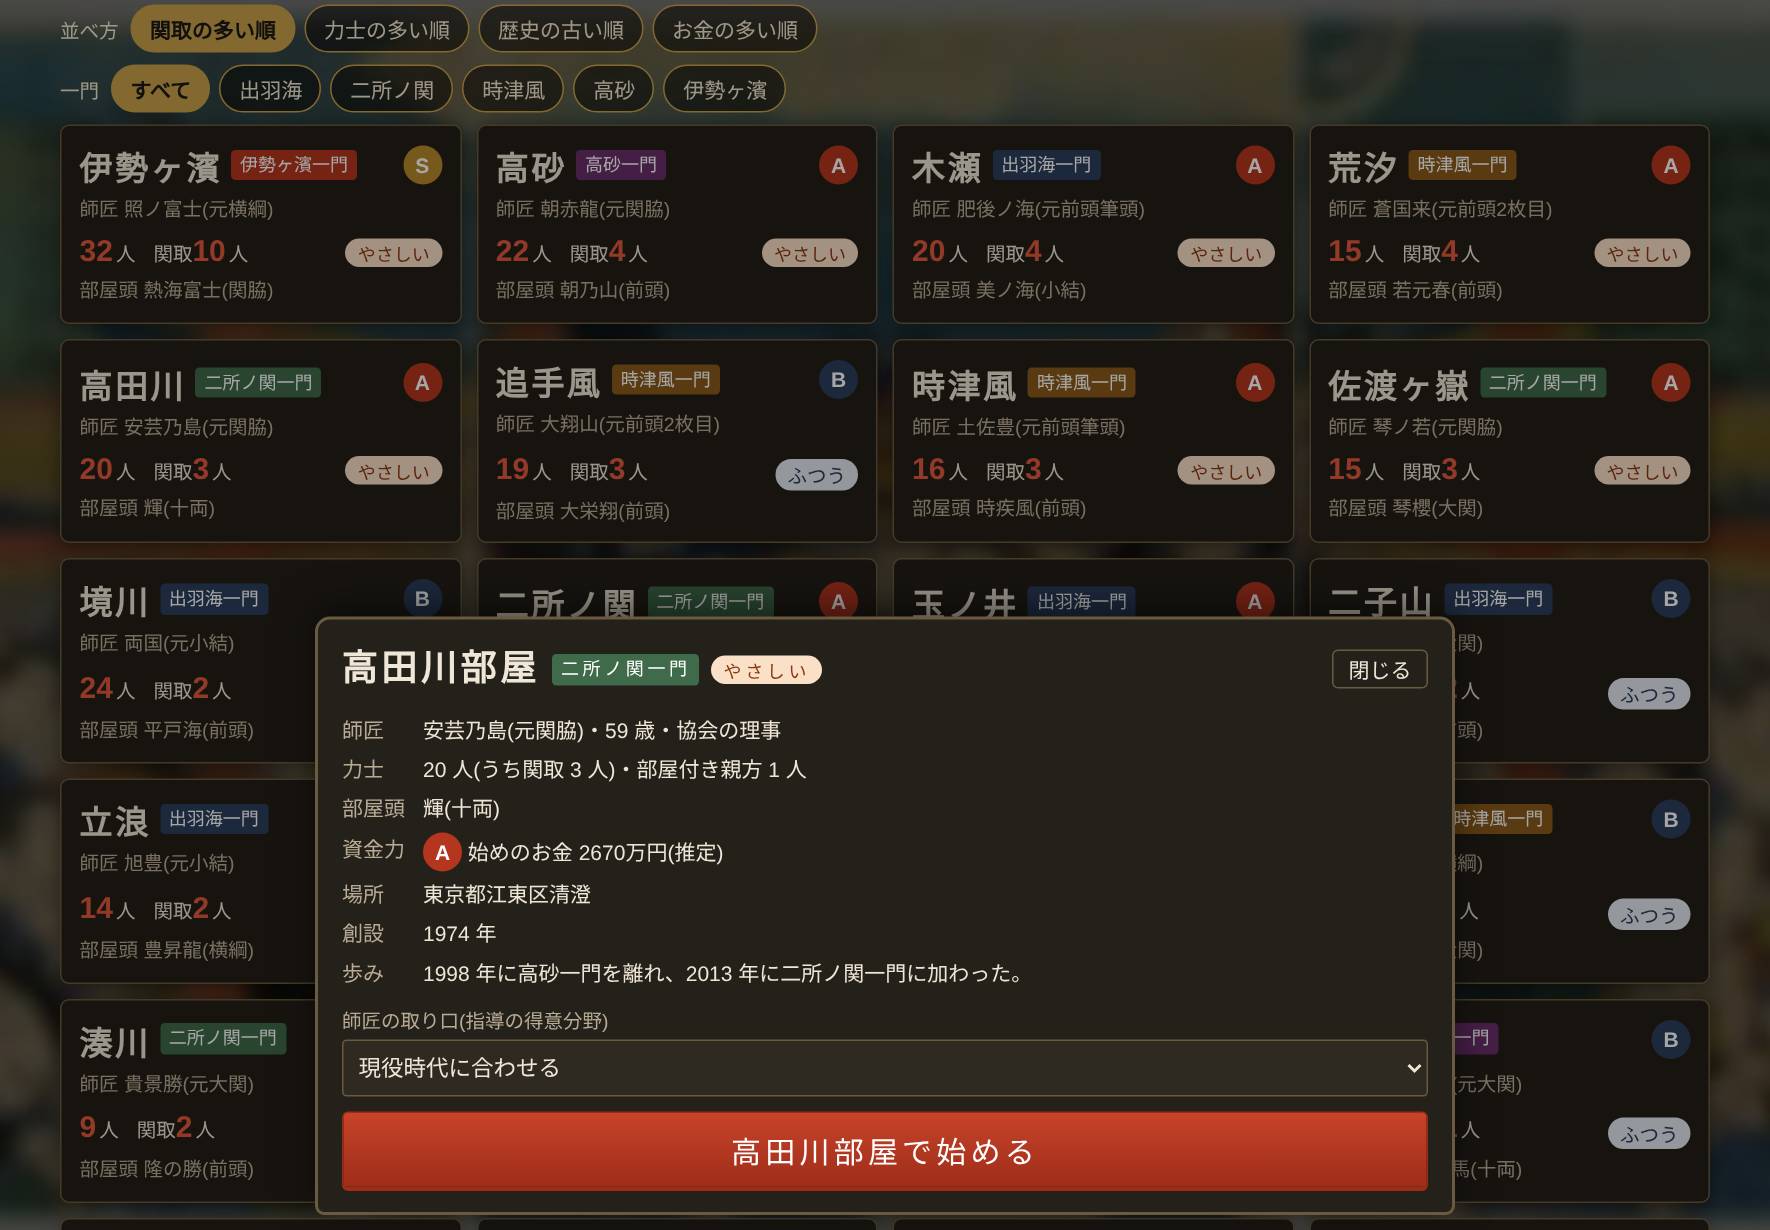 並べ方 関取の多い順 力士の多い順 歴史の古い順 お金の多い順
一門 すべて 出羽海 二所ノ関 時津風 高砂 伊勢ヶ濱
伊勢ヶ濱 伊勢ヶ濱一門 S
師匠 照ノ富士(元横綱)
32人 関取10人 やさしい
部屋頭 熱海富士(関脇)
高砂 高砂一門 A
師匠 朝赤龍(元関脇)
22人 関取4人 やさしい
部屋頭 朝乃山(前頭)
木瀬 出羽海一門 A
師匠 肥後ノ海(元前頭筆頭)
20人 関取4人 やさしい
部屋頭 美ノ海(小結)
荒汐 時津風一門 A
師匠 蒼国来(元前頭2枚目)
15人 関取4人 やさしい
部屋頭 若元春(前頭)
高田川 二所ノ関一門 A
師匠 安芸乃島(元関脇)
20人 関取3人 やさしい
部屋頭 輝(十両)
追手風 時津風一門 B
師匠 大翔山(元前頭2枚目)
19人 関取3人 ふつう
部屋頭 大栄翔(前頭)
時津風 時津風一門 A
師匠 土佐豊(元前頭筆頭)
16人 関取3人 やさしい
部屋頭 時疾風(前頭)
佐渡ヶ嶽 二所ノ関一門 A
師匠 琴ノ若(元関脇)
15人 関取3人 やさしい
部屋頭 琴櫻(大関)
境川 出羽海一門 B
師匠 両国(元小結)
24人 関取2人
部屋頭 平戸海(前頭)
二所ノ関 二所ノ関一門 A
玉ノ井 出羽海一門 A
二子山 出羽海一門 B
関)
人 ふつう
頭)
立浪 出羽海一門
師匠 旭豊(元小結)
14人 関取2人
部屋頭 豊昇龍(横綱)
時津風一門 B
綱)
人 ふつう
関)
湊川 二所ノ関一門
師匠 貴景勝(元大関)
9人 関取2人
部屋頭 隆の勝(前頭)
一門 B
(元大関)
人 ふつう
馬(十両)
高田川部屋 二所ノ関一門 やさしい 閉じる
師匠 安芸乃島(元関脇)・59 歳・協会の理事
力士 20 人(うち関取 3 人)・部屋付き親方 1 人
部屋頭 輝(十両)
資金力 A 始めのお金 2670万円(推定)
場所 東京都江東区清澄
創設 1974 年
歩み 1998 年に高砂一門を離れ、2013 年に二所ノ関一門に加わった。
師匠の取り口(指導の得意分野)
現役時代に合わせる
高田川部屋で始める